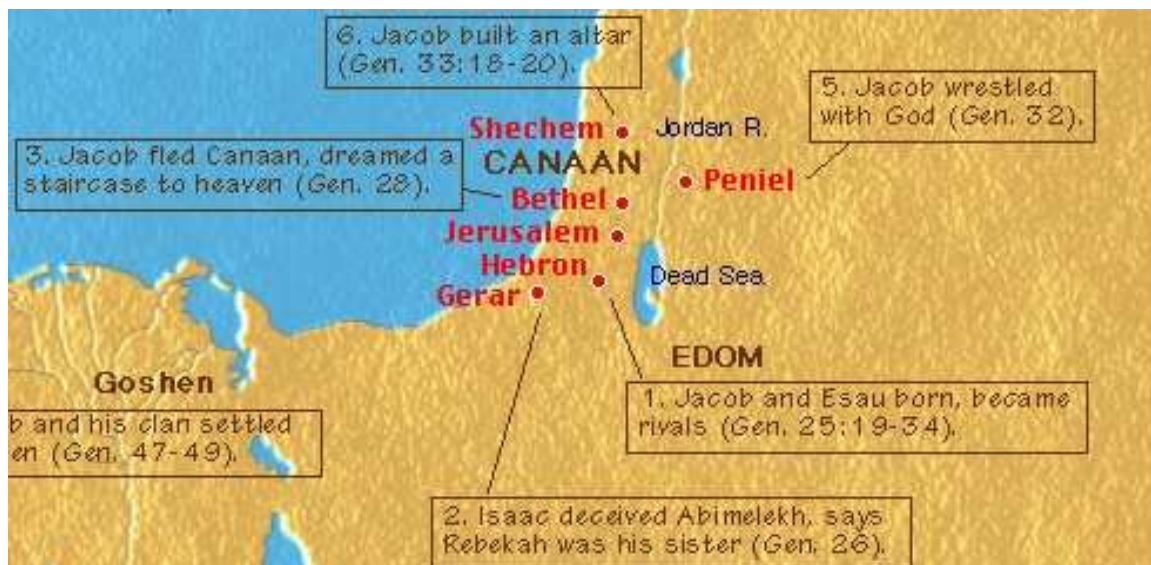 6. Jacob built an altar
(Gen. 33:18-20).
5. Jacob wrestled
with God (Gen. 32).
Shechem
Jordan R.
3. Jacob fled Canaan, dreamed a
staircase to heaven (Gen. 28).
CANAAN
Peniel
Bethel
Jerusalem
Hebron
Dead Sea
Gerar
EDOM
Goshen
1. Jacob and Esau born, became
rivals (Gen. 25:19-34).
b and his clan settled
en (Gen. 47-49).
2. Isaac deceived Abimelekh, says
Rebekah was his sister (Gen. 26).